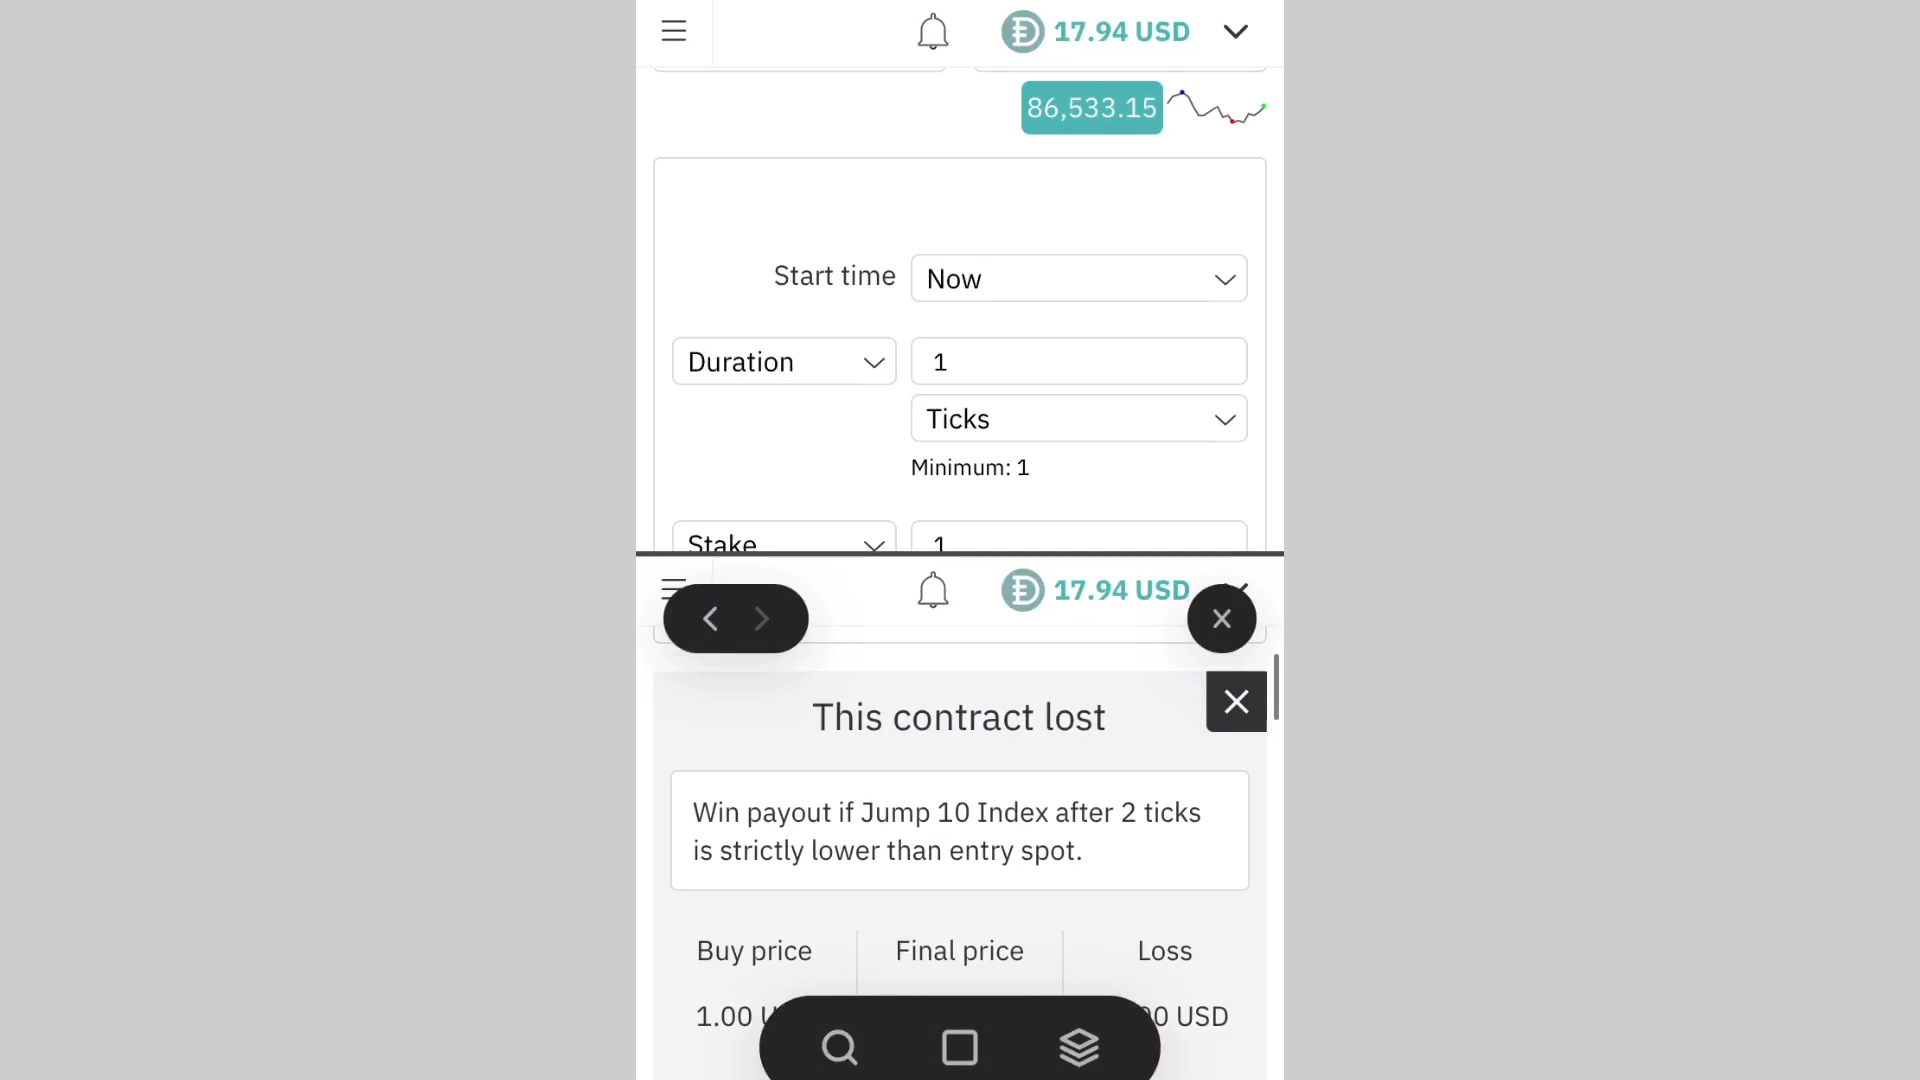 17.94 USD
86,533.15
Start time
Now
Duration
1
Ticks
Minimum: 1
Stake
1
17.94 USD
This contract lost
Win payout if Jump 10 Index after 2 ticks
is strictly lower than entry spot.
Buy price
Final price
Loss
1.00
USD